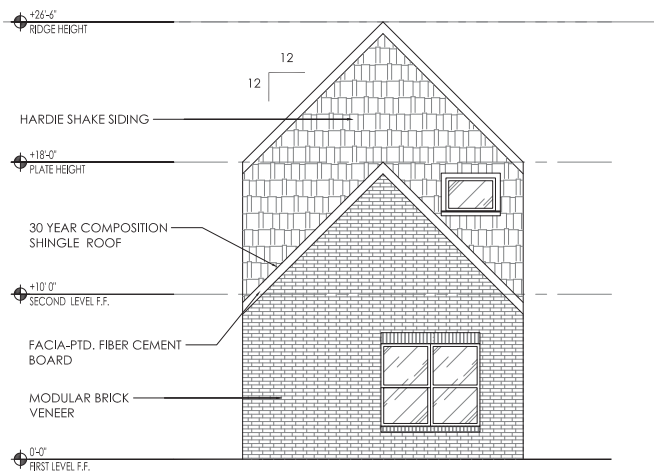 +26'-6"
RIDGE HEIGHT
12
12
HARDIE SHAKE SIDING
+18'-0"
PLATE HEIGHT
30 YEAR COMPOSITION
SHINGLE ROOF
+10' 0"
SECOND LEVEL F.F.
FACIA-PTD. FIBER CEMENT
BOARD
MODULAR BRICK
VENEER
0'-0"
FIRST LEVEL F.F.